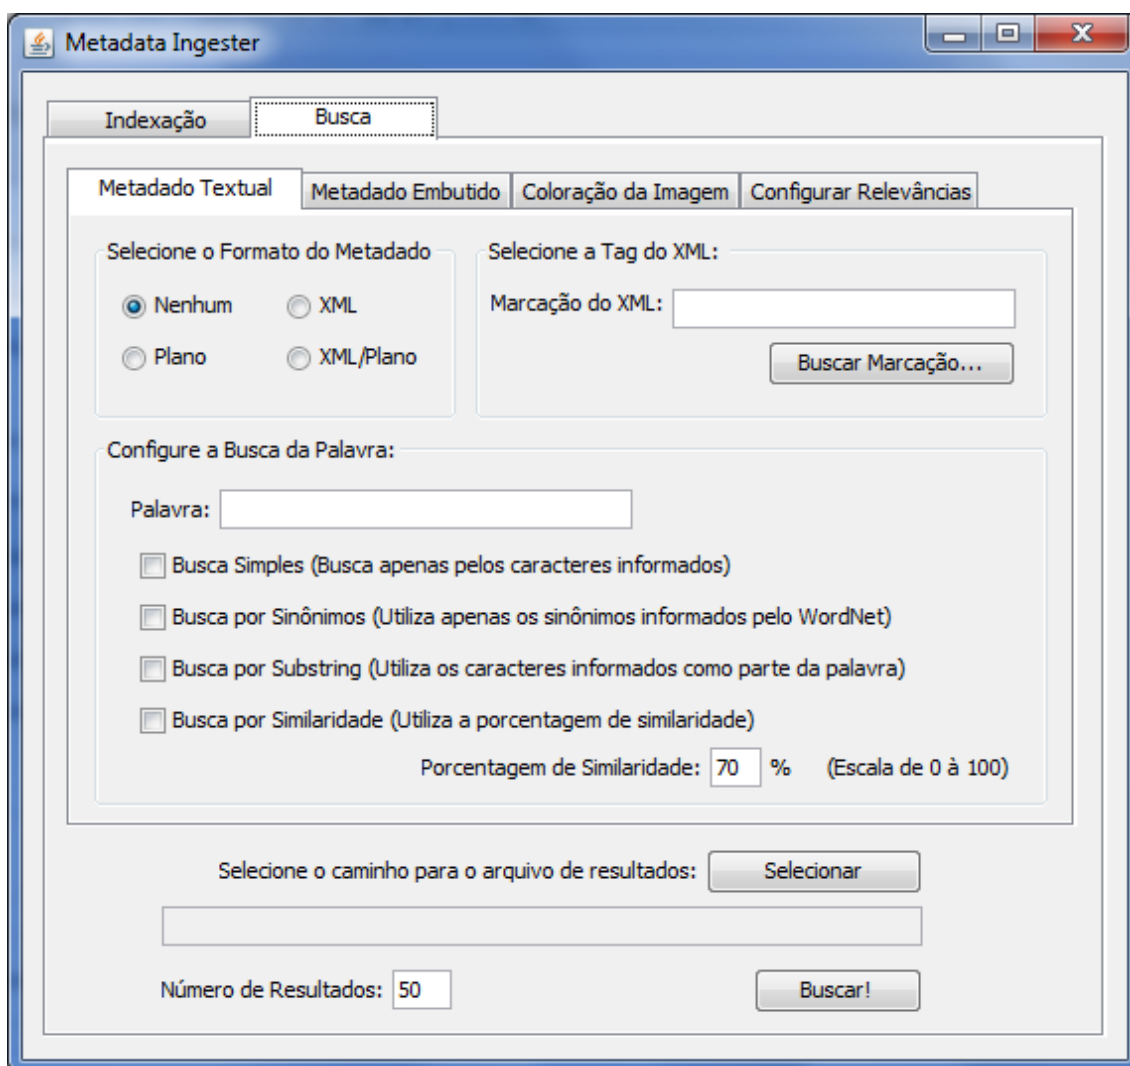 Metadata Ingester
Indexação Busca
Metadado Textual Metadado Embutido Coloração da Imagem Configurar Relevâncias
Selecione o Formato do Metadado
Nenhum XML
Plano XML/Plano
Selecione a Tag do XML:
Marcação do XML:
Buscar Marcação...
Configure a Busca da Palavra:
Palavra:
Busca Simples (Busca apenas pelos caracteres informados)
Busca por Sinônimos (Utiliza apenas os sinônimos informados pelo WordNet)
Busca por Substring (Utiliza os caracteres informados como parte da palavra)
Busca por Similaridade (Utiliza a porcentagem de similaridade)
Porcentagem de Similaridade: 70 % (Escala de 0 à 100)
Selecione o caminho para o arquivo de resultados: Selecionar
Número de Resultados: 50 Buscar!